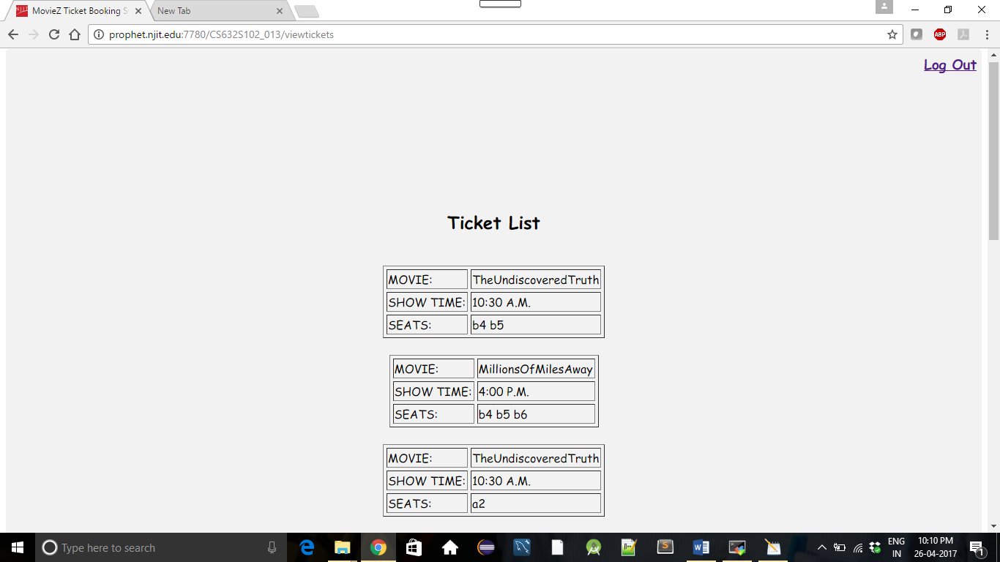 MovieZ Ticket Booking S
New Tab
prophet.njit.edu:7780/CS632S102_013/viewtickets
ABP
Log Out
Ticket List
MOVIE: TheUndiscoveredTruth
SHOW TIME: 10:30 A.M.
SEATS: b4 b5
MOVIE: MillionsOfMilesAway
SHOW TIME: 4:00 P.M.
SEATS: b4 b5 b6
MOVIE: TheUndiscoveredTruth
SHOW TIME: 10:30 A.M.
SEATS: a2
Type here to search
ENG 10:10 PM
IN 26-04-2017
1